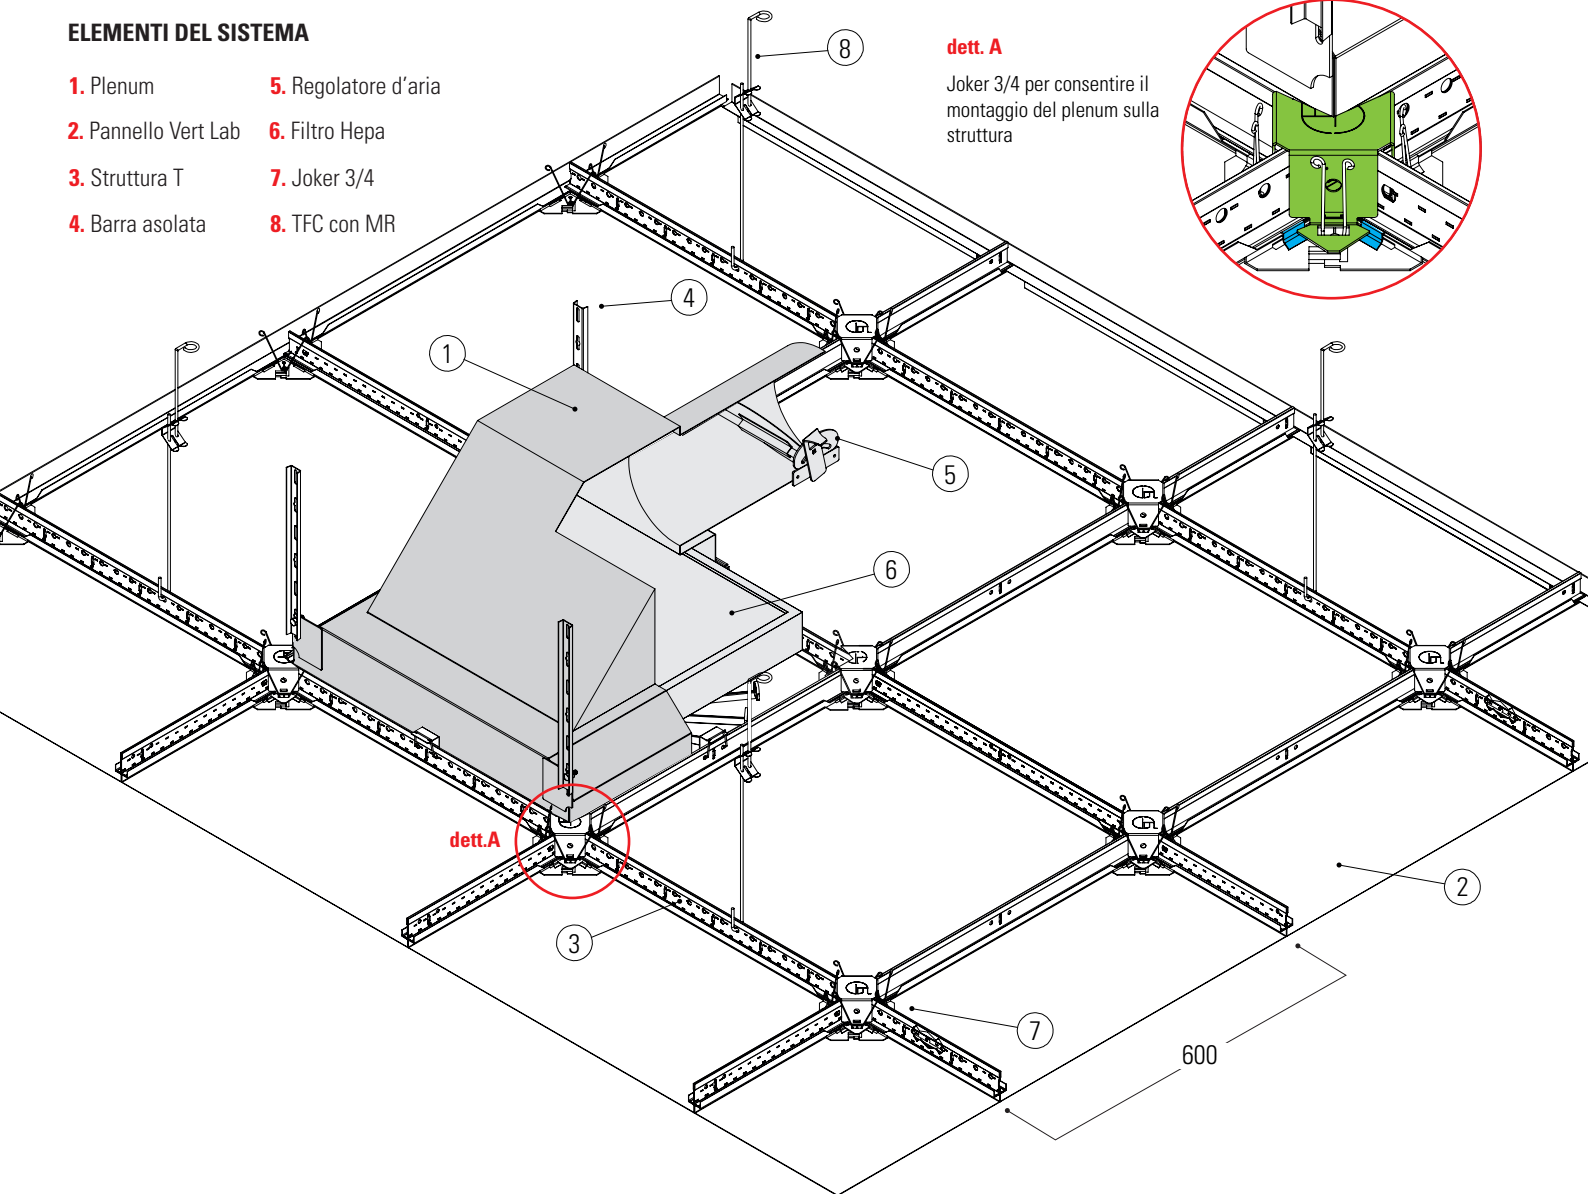 ELEMENTI DEL SISTEMA
1. Plenum
2. Pannello Vert Lab
3. Struttura T
4. Barra asolata
5. Regolatore d'aria
6. Filtro Hepa
7. Joker 3/4
8. TFC con MR
dett. A
Joker 3/4 per consentire il
montaggio del plenum sulla
struttura
8
4
1
5
6
dett.A
2
3
7
600